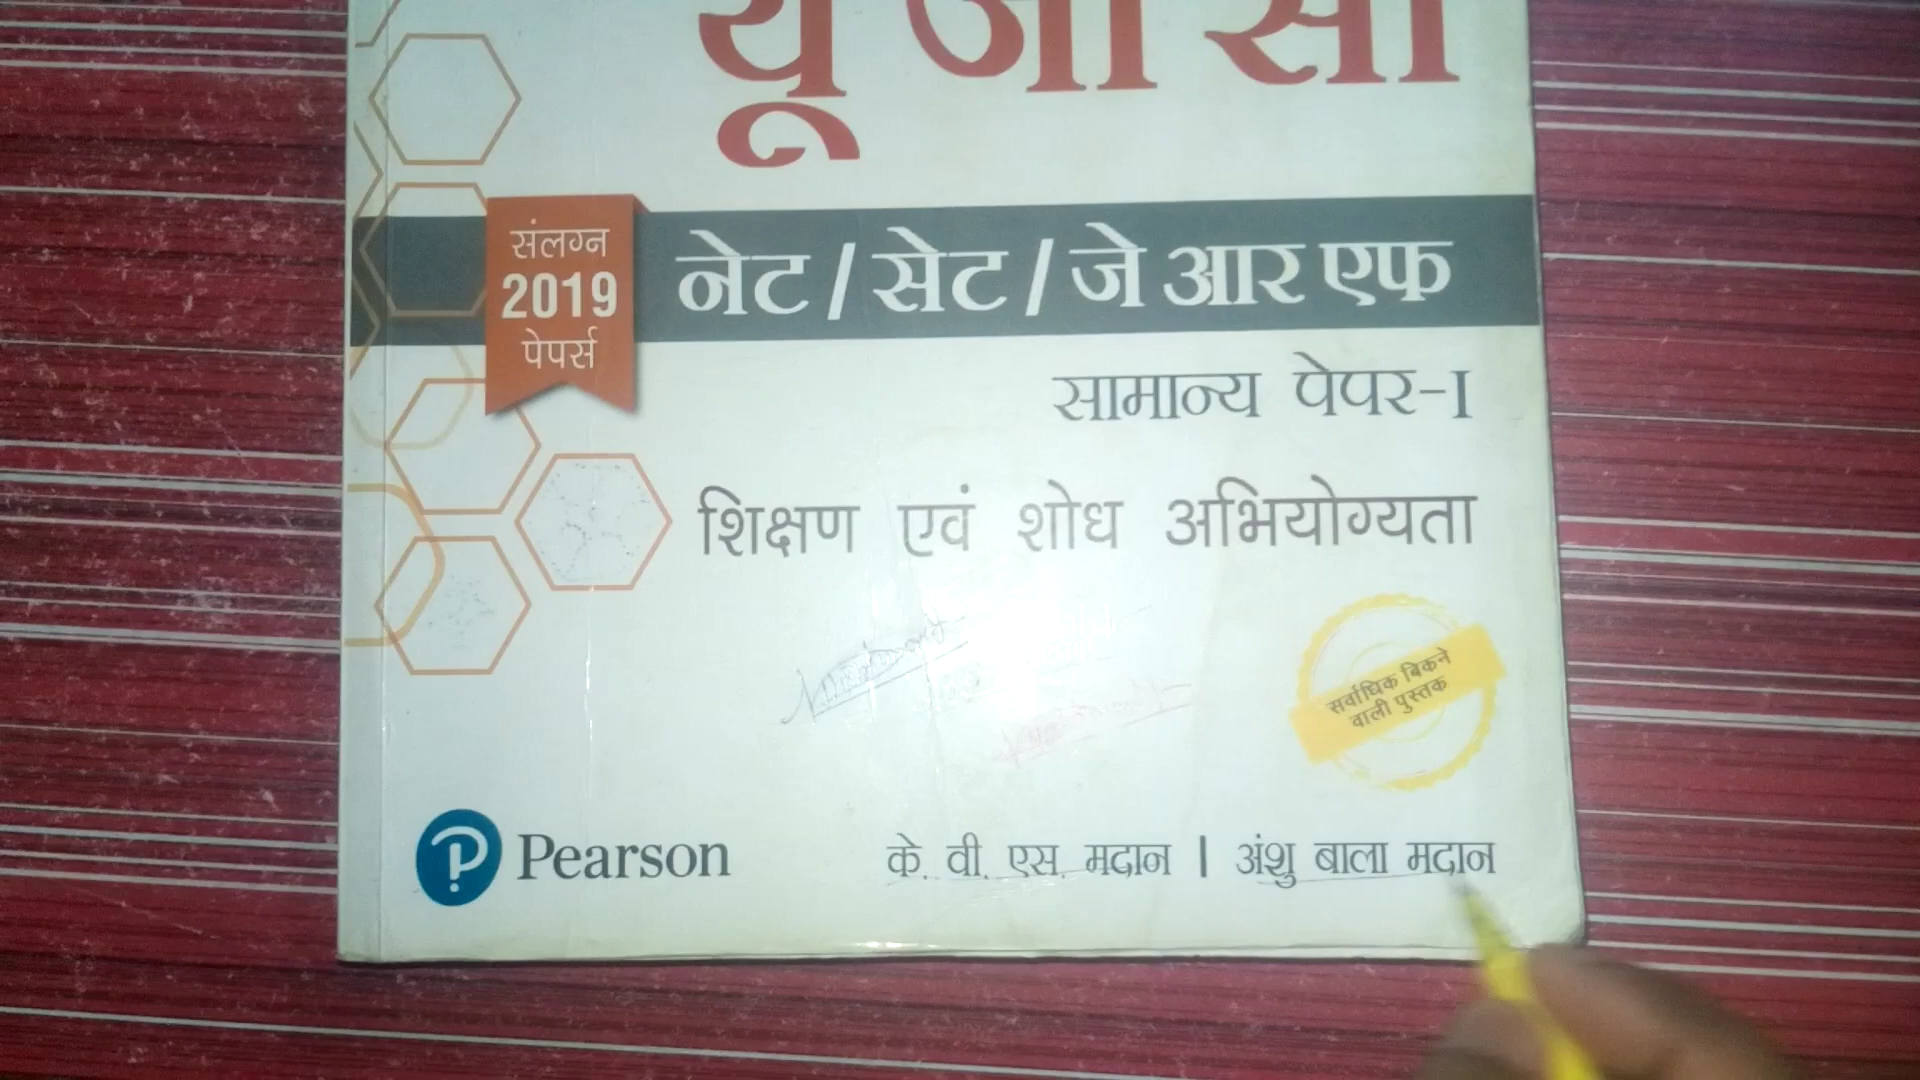 यू जी सी
संलग्न
2019
पेपर्स
नेट / सेट / जे आर एफ
सामान्य पेपर-I
शिक्षण एवं शोध अभियोग्यता
सर्वाधिक बिकने
वाली पुस्तक
Pearson
के. वी. एस. मदान | अंशु बाला मदान